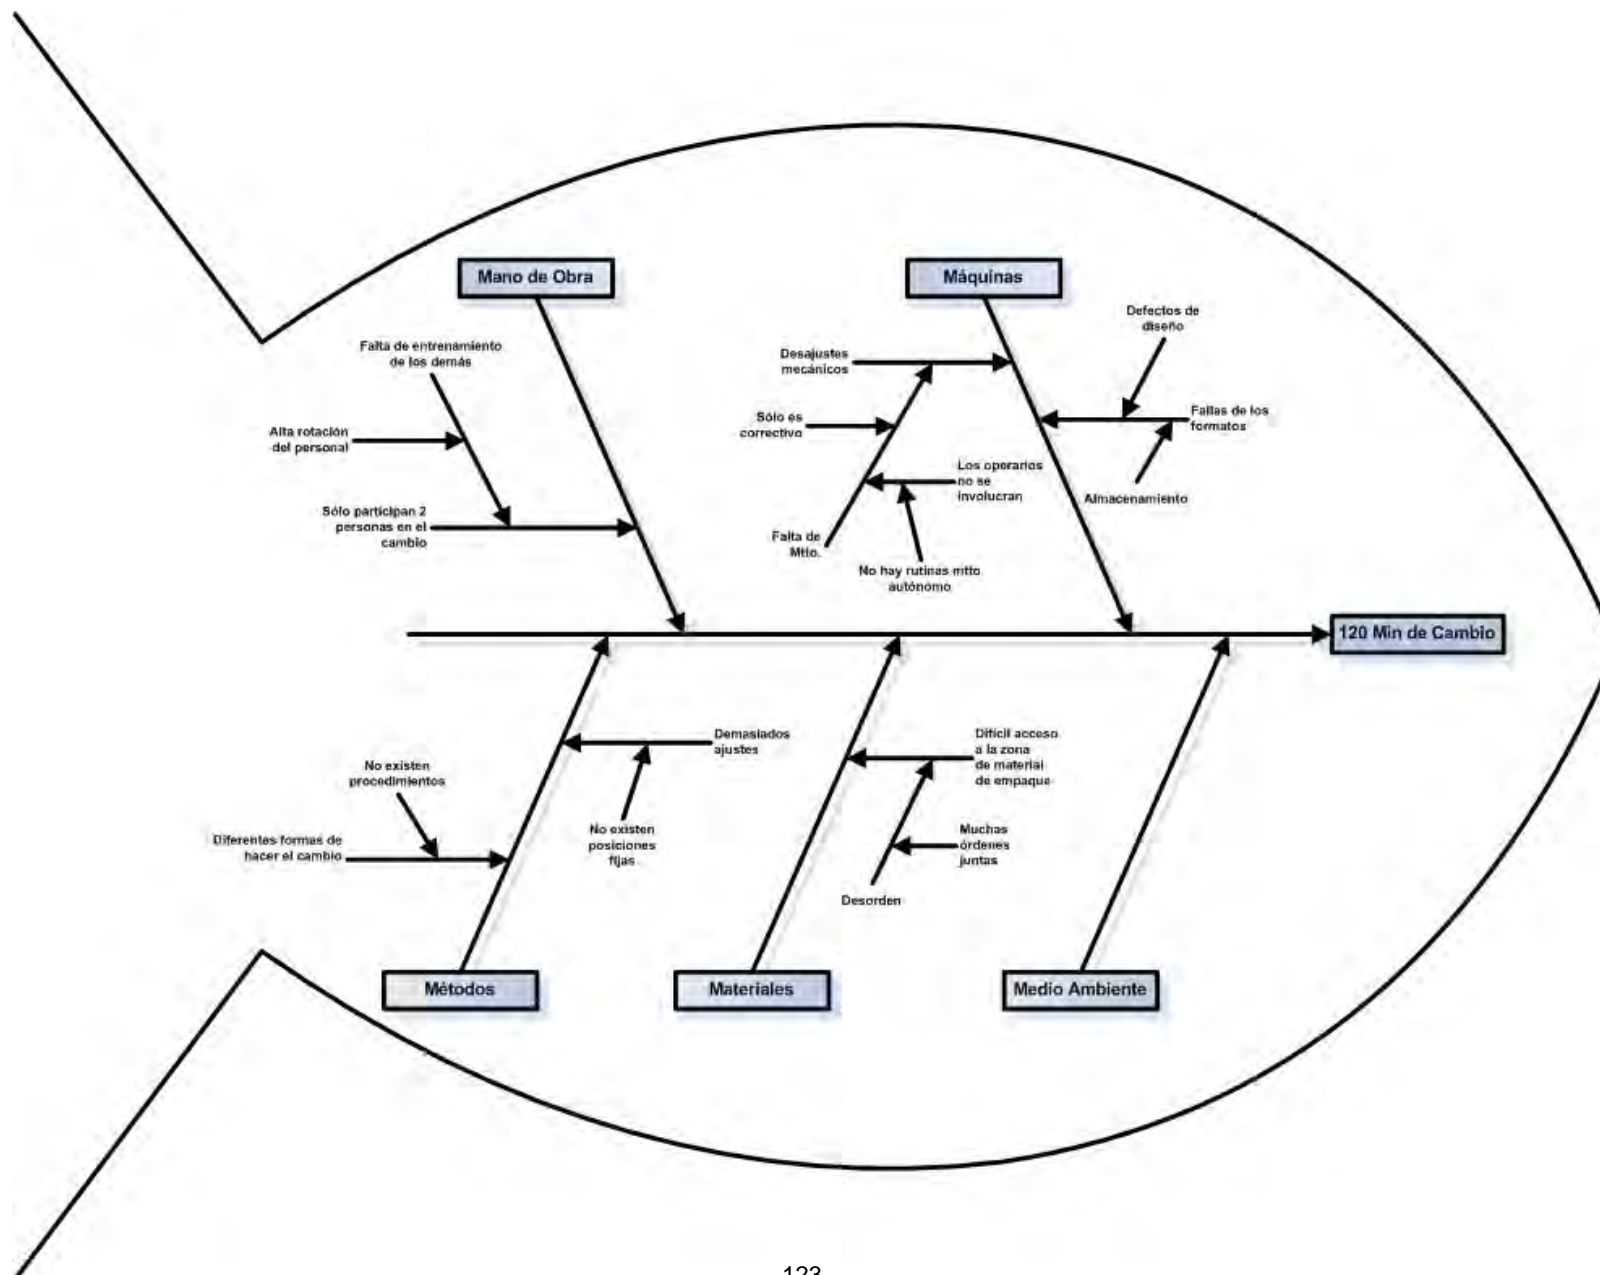 Mano de Obra
Máquinas
Falta de entrenamiento
de los demás
Alta rotación
del personal
Sólo participan 2
personas en el
cambio
Desajustes
mecánicos
Sólo es
correctivo
Los operarios
no se
involucran
Falta de
Mtto.
No hay rutinas mtto
autónomo
Defectos de
diseño
Fallas de los
formatos
Almacenamiento
120 Min de Cambio
No existen
procedimientos
Diferentes formas de
hacer el cambio
Demasiados
ajustes
No existen
posiciones
fijas
Difícil acceso
a la zona
de material
de empaque
Muchas
órdenes
juntas
Desorden
Métodos
Materiales
Medio Ambiente
123